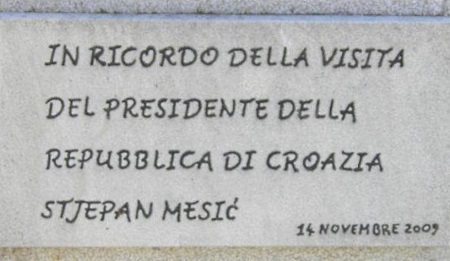 IN RICORDO DELLA VISITA
DEL PRESIDENTE DELLA
REPUBBLICA DI CROAZIA
STJEPAN MESIć
14 NOVEMBRE 2009